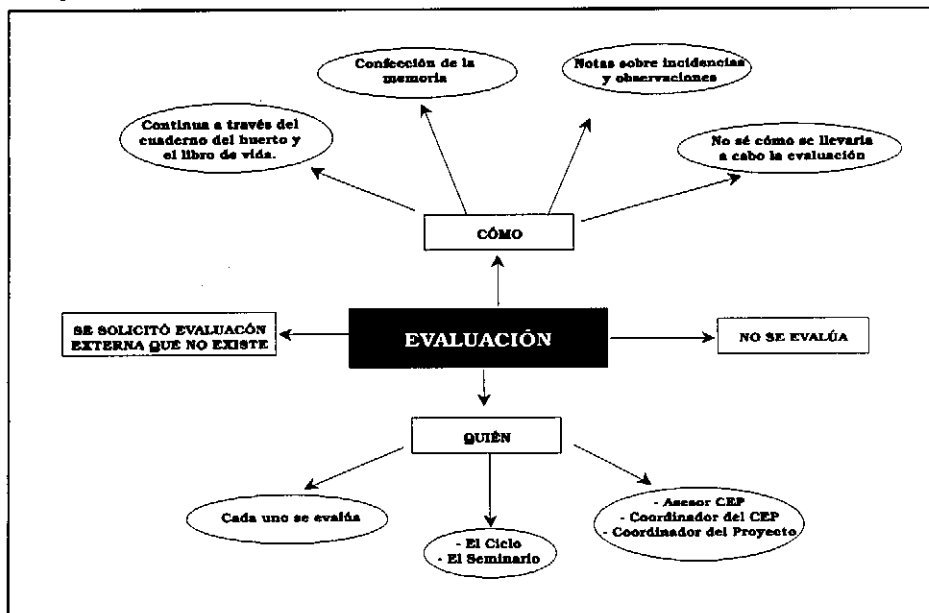 Confección de la
memoria
Notas sobre incidencias
y observaciones
Continua a través del
cuaderno del huerto y
el libro de vida.
No sé cómo se llevaria
a cabo la evaluación
CÓMO
SE SOLICITÓ EVALUACÓN
EXTERNA QUE NO EXISTE
EVALUACIÓN
NO SE EVALÚA
QUIÉN
Cada uno se evalúa
- El Ciclo
- El Seminario
- Asesor CEP
- Coordinador del CEP
- Coordinador del Proyecto